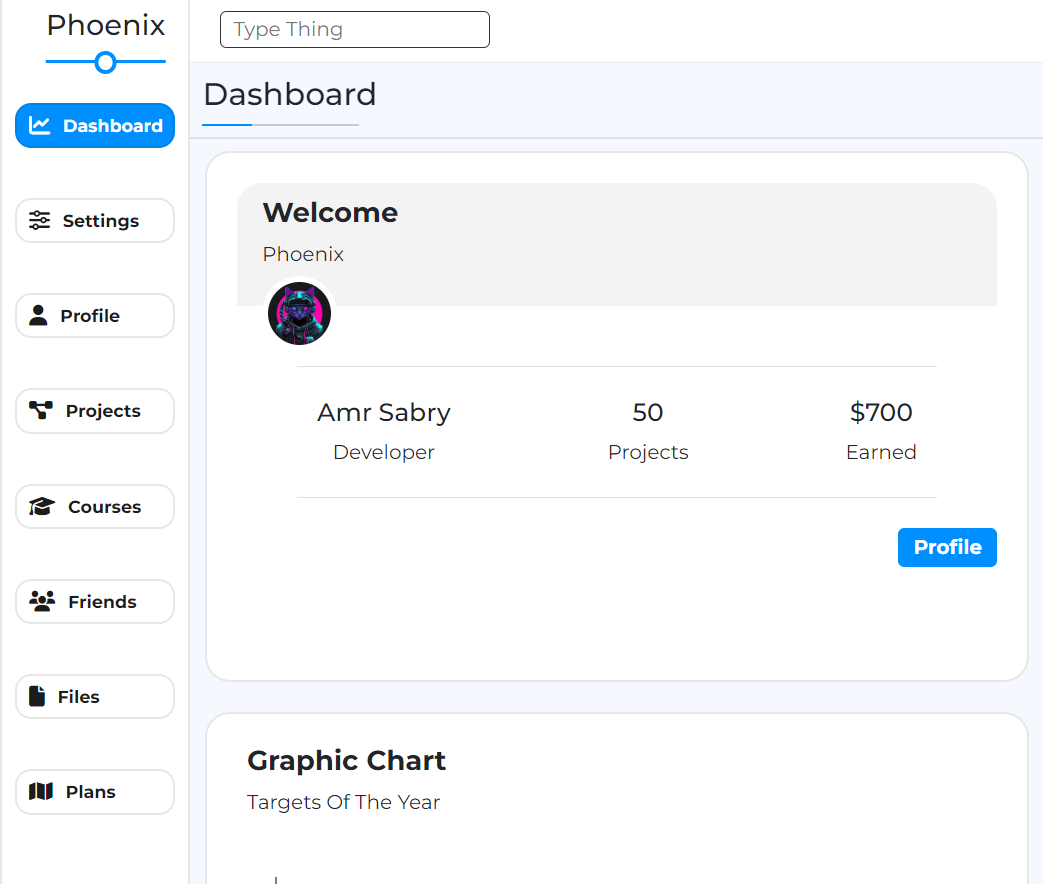 Phoenix
Dashboard
Settings
Profile
Projects
Courses
Friends
Files
Plans
Type Thing
Dashboard
Welcome
Phoenix
Amr Sabry
Developer
50
Projects
$700
Earned
Profile
Graphic Chart
Targets Of The Year